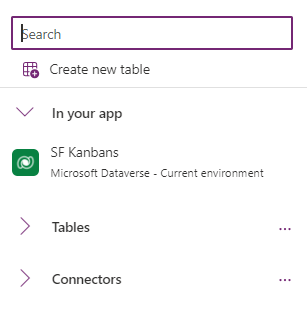 Search
Create new table
In your app
SF Kanbans
Microsoft Dataverse - Current environment
Tables
Connectors